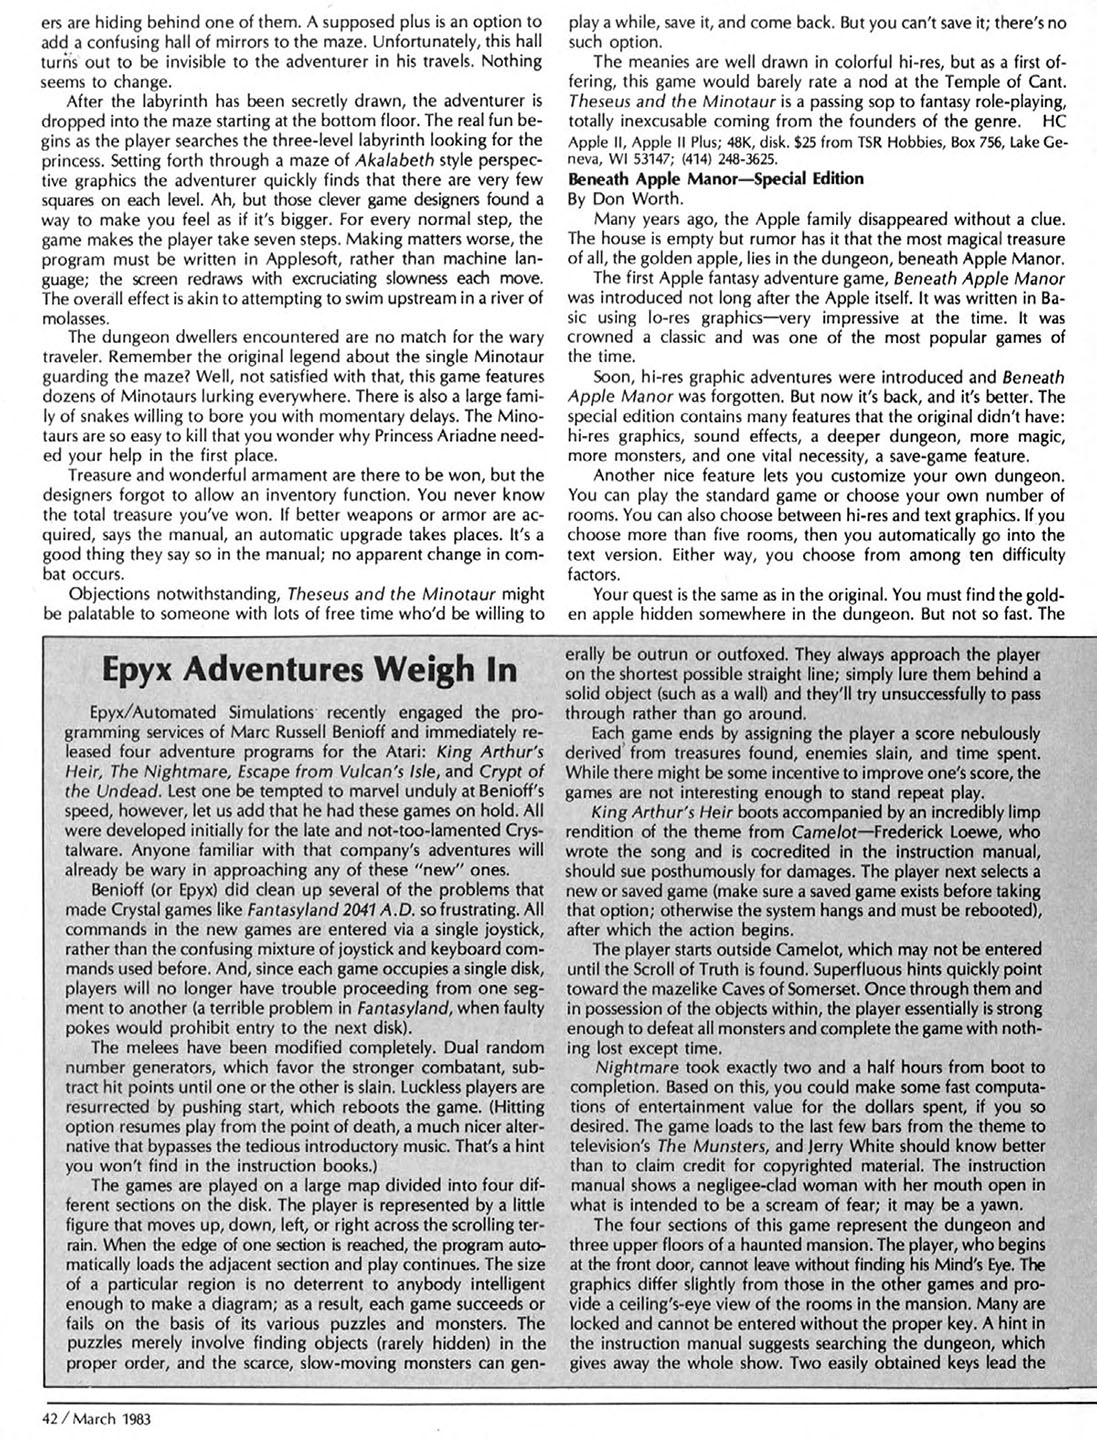 ers are hiding behind one of them. A supposed plus is an option to
add a confusing hall of mirrors to the maze. Unfortunately, this hall
turns out to be invisible to the adventurer in his travels. Nothing
seems to change.
After the labyrinth has been secretly drawn, the adventurer is
dropped into the maze starting at the bottom floor. The real fun be-
gins as the player searches the three-level labyrinth looking for the
princess. Setting forth through a maze of Akalabeth style perspec-
tive graphics the adventurer quickly finds that there are very few
squares on each level. Ah, but those clever game designers found a
way to make you feel as if it's bigger. For every normal step, the
game makes the player take seven steps. Making matters worse, the
program must be written in Applesoft, rather than machine lan-
guage; the screen redraws with excruciating slowness each move.
The overall effect is akin to attempting to swim upstream in a river of
molasses.
The dungeon dwellers encountered are no match for the wary
traveler. Remember the original legend about the single Minotaur
guarding the maze? Well, not satisfied with that, this game features
dozens of Minotaurs lurking everywhere. There is also a large fami-
ly of snakes willing to bore you with momentary delays. The Mino-
taurs are so easy to kill that you wonder why Princess Ariadne need-
ed your help in the first place.
Treasure and wonderful armament are there to be won, but the
designers forgot to allow an inventory function. You never know
the total treasure you've won. If better weapons or armor are ac-
quired, says the manual, an automatic upgrade takes places. It's a
good thing they say so in the manual; no apparent change in com-
bat occurs.
Objections notwithstanding, Theseus and the Minotaur might
be palatable to someone with lots of free time who'd be willing to
play a while, save it, and come back. But you can't save it; there's no
such option.
The meanies are well drawn in colorful hi-res, but as a first of-
fering, this game would barely rate a nod at the Temple of Cant.
Theseus and the Minotaur is a passing sop to fantasy role-playing,
totally inexcusable coming from the founders of the genre. HC
Apple II, Apple II Plus; 48K, disk. $25 from TSR Hobbies, Box 756, Lake Ge-
neva, WI 53147; (414) 248-3625.
Beneath Apple Manor—Special Edition
By Don Worth.
Many years ago, the Apple family disappeared without a clue.
The house is empty but rumor has it that the most magical treasure
of all, the golden apple, lies in the dungeon, beneath Apple Manor.
The first Apple fantasy adventure game, Beneath Apple Manor
was introduced not long after the Apple itself. It was written in Ba-
sic using lo-res graphics—very impressive at the time. It was
crowned a classic and was one of the most popular games of
the time.
Soon, hi-res graphic adventures were introduced and Beneath
Apple Manor was forgotten. But now it's back, and it's better. The
special edition contains many features that the original didn't have:
hi-res graphics, sound effects, a deeper dungeon, more magic,
more monsters, and one vital necessity, a save-game feature.
Another nice feature lets you customize your own dungeon.
You can play the standard game or choose your own number of
rooms. You can also choose between hi-res and text graphics. If you
choose more than five rooms, then you automatically go into the
text version. Either way, you choose from among ten difficulty
factors.
Your quest is the same as in the original. You must find the gold-
en apple hidden somewhere in the dungeon. But not so fast. The
Epyx Adventures Weigh In
Epyx/Automated Simulations recently engaged the pro-
gramming services of Marc Russell Benioff and immediately re-
leased four adventure programs for the Atari: King Arthur's
Heir, The Nightmare, Escape from Vulcan's Isle, and Crypt of
the Undead. Lest one be tempted to marvel unduly at Benioff's
speed, however, let us add that he had these games on hold. All
were developed initially for the late and not-too-lamented Crys-
talware. Anyone familiar with that company's adventures will
already be wary in approaching any of these "new" ones.
Benioff (or Epyx) did clean up several of the problems that
made Crystal games like Fantasyland 2041 A.D. so frustrating. All
commands in the new games are entered via a single joystick,
rather than the confusing mixture of joystick and keyboard com-
mands used before. And, since each game occupies a single disk,
players will no longer have trouble proceeding from one seg-
ment to another (a terrible problem in Fantasyland, when faulty
pokes would prohibit entry to the next disk).
The melees have been modified completely. Dual random
number generators, which favor the stronger combatant, sub-
tract hit points until one or the other is slain. Luckless players are
resurrected by pushing start, which reboots the game. (Hitting
option resumes play from the point of death, a much nicer alter-
native that bypasses the tedious introductory music. That's a hint
you won't find in the instruction books.)
The games are played on a large map divided into four dif-
ferent sections on the disk. The player is represented by a little
figure that moves up, down, left, or right across the scrolling ter-
rain. When the edge of one section is reached, the program auto-
matically loads the adjacent section and play continues. The size
of a particular region is no deterrent to anybody intelligent
enough to make a diagram; as a result, each game succeeds or
fails on the basis of its various puzzles and monsters. The
puzzles merely involve finding objects (rarely hidden) in the
proper order, and the scarce, slow-moving monsters can gen-
erally be outrun or outfoxed. They always approach the player
on the shortest possible straight line; simply lure them behind a
solid object (such as a wall) and they'll try unsuccessfully to pass
through rather than go around.
Each game ends by assigning the player a score nebulously
derived from treasures found, enemies slain, and time spent.
While there might be some incentive to improve one's score, the
games are not interesting enough to stand repeat play.
King Arthur's Heir boots accompanied by an incredibly limp
rendition of the theme from Camelot—Frederick Loewe, who
wrote the song and is cocredited in the instruction manual,
should sue posthumously for damages. The player next selects a
new or saved game (make sure a saved game exists before taking
that option; otherwise the system hangs and must be rebooted),
after which the action begins.
The player starts outside Camelot, which may not be entered
until the Scroll of Truth is found. Superfluous hints quickly point
toward the mazelike Caves of Somerset. Once through them and
in possession of the objects within, the player essentially is strong
enough to defeat all monsters and complete the game with noth-
ing lost except time.
Nightmare took exactly two and a half hours from boot to
completion. Based on this, you could make some fast computa-
tions of entertainment value for the dollars spent, if you so
desired. The game loads to the last few bars from the theme to
television's The Munsters, and Jerry White should know better
than to claim credit for copyrighted material. The instruction
manual shows a negligee-clad woman with her mouth open in
what is intended to be a scream of fear; it may be a yawn.
The four sections of this game represent the dungeon and
three upper floors of a haunted mansion. The player, who begins
at the front door, cannot leave without finding his Mind's Eye. The
graphics differ slightly from those in the other games and pro-
vide a ceiling's-eye view of the rooms in the mansion. Many are
locked and cannot be entered without the proper key. A hint in
the instruction manual suggests searching the dungeon, which
gives away the whole show. Two easily obtained keys lead the
42 / March 1983